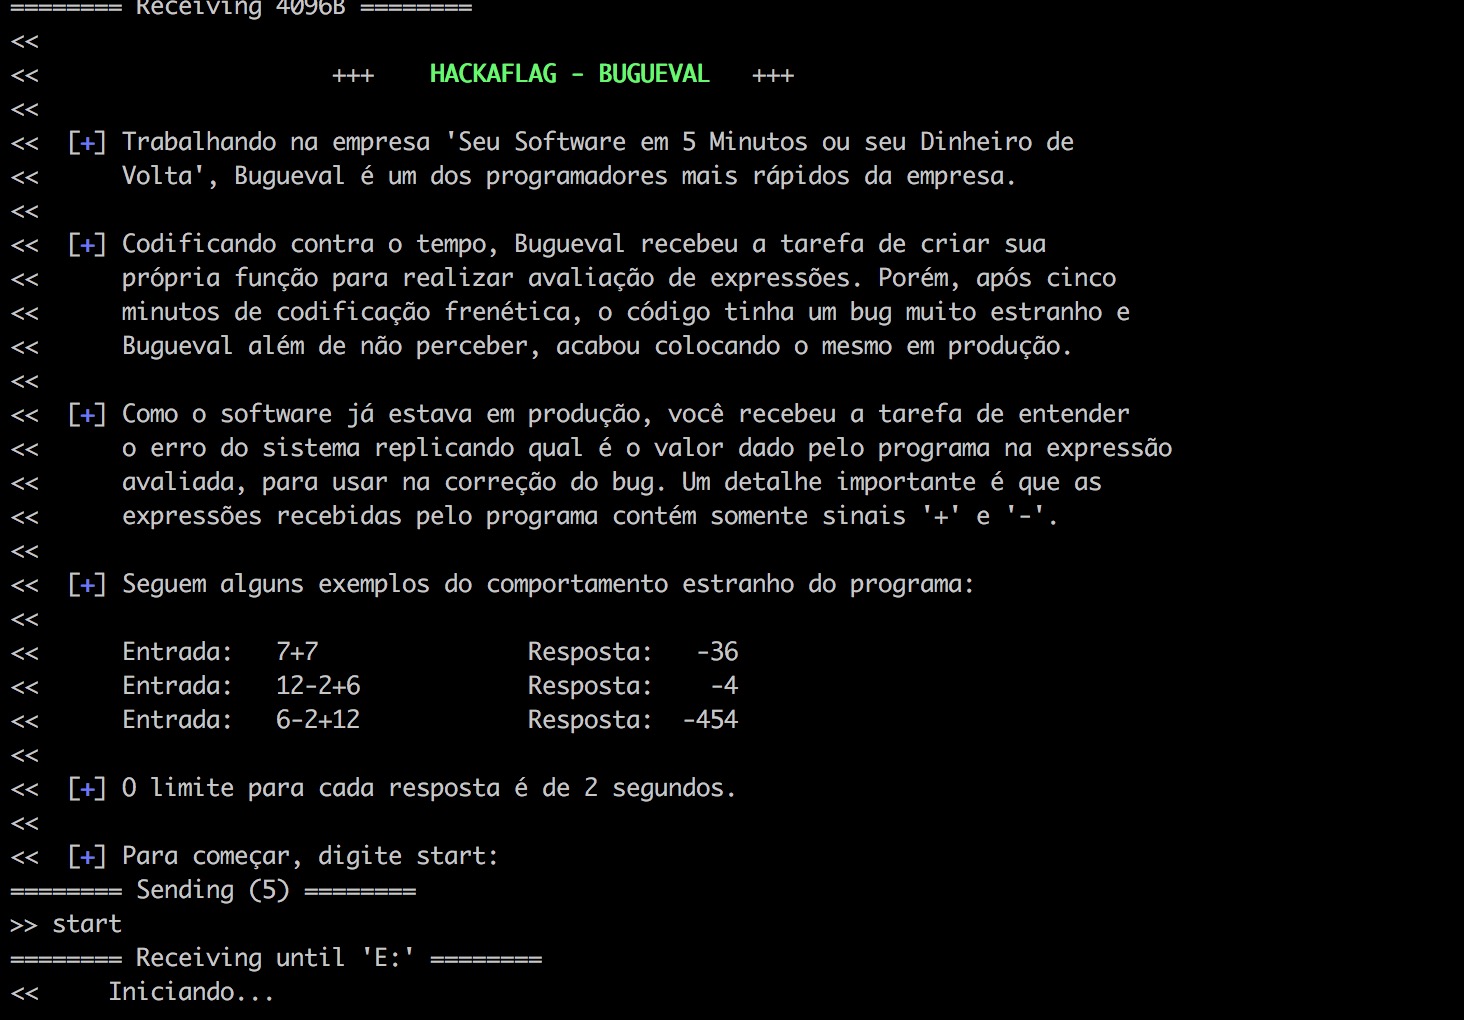 ======== Receiving 4096B ========
<<
<<                     +++    HACKAFLAG - BUGUEVAL   +++
<<
<<  [+] Trabalhando na empresa 'Seu Software em 5 Minutos ou seu Dinheiro de
<<      Volta', Bugueval é um dos programadores mais rápidos da empresa.
<<
<<  [+] Codificando contra o tempo, Bugueval recebeu a tarefa de criar sua
<<      própria função para realizar avaliação de expressões. Porém, após cinco
<<      minutos de codificação frenética, o código tinha um bug muito estranho e
<<      Bugueval além de não perceber, acabou colocando o mesmo em produção.
<<
<<  [+] Como o software já estava em produção, você recebeu a tarefa de entender
<<      o erro do sistema replicando qual é o valor dado pelo programa na expressão
<<      avaliada, para usar na correção do bug. Um detalhe importante é que as
<<      expressões recebidas pelo programa contém somente sinais '+' e '-'.
<<
<<  [+] Seguem alguns exemplos do comportamento estranho do programa:
<<
<<      Entrada:   7+7               Resposta:   -36
<<      Entrada:   12-2+6            Resposta:    -4
<<      Entrada:   6-2+12            Resposta:  -454
<<
<<  [+] O limite para cada resposta é de 2 segundos.
<<
<<  [+] Para começar, digite start:
======== Sending (5) ========
>> start
======== Receiving until 'E:' ========
<<     Iniciando...